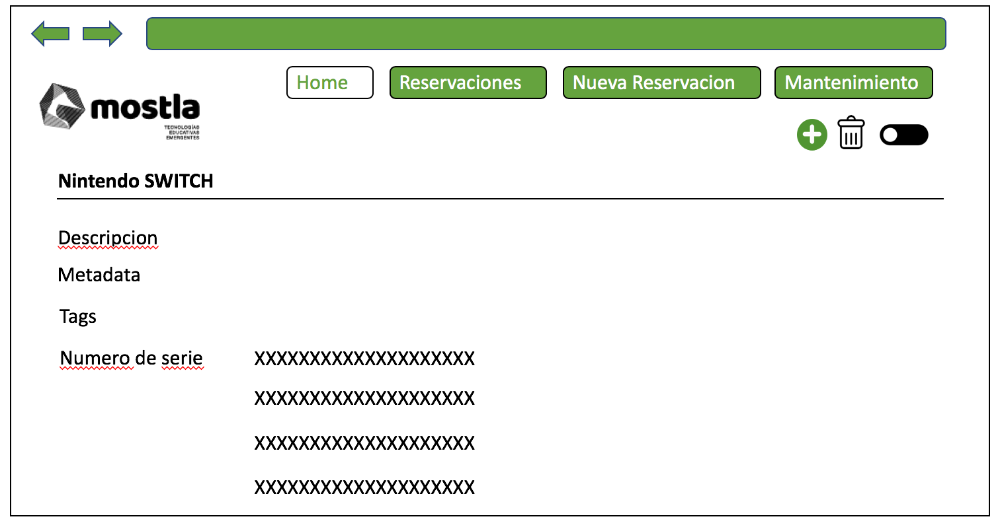 Home
Reservaciones
Nueva Reservacion
Mantenimiento
mostla
TECNOLOGÍAS
EDUCATIVAS
EMERGENTES
Nintendo SWITCH
Descripcion
Metadata
Tags
Numero de serie XXXXXXXXXXXXXXXXXXXX
XXXXXXXXXXXXXXXXXXXX
XXXXXXXXXXXXXXXXXXXX
XXXXXXXXXXXXXXXXXXXX